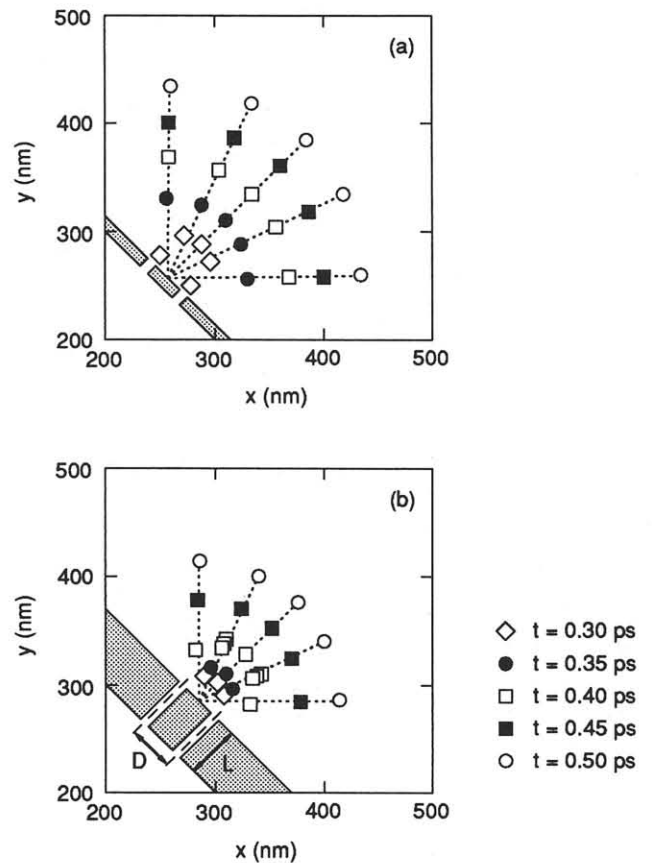 500
(a)
400
y (nm)
300
200
200 300 400 500
x (nm)
500
(b)
400
y (nm)
300
D
L
200
200 300 400 500
x (nm)
t = 0.30 ps
t = 0.35 ps
t = 0.40 ps
t = 0.45 ps
t = 0.50 ps